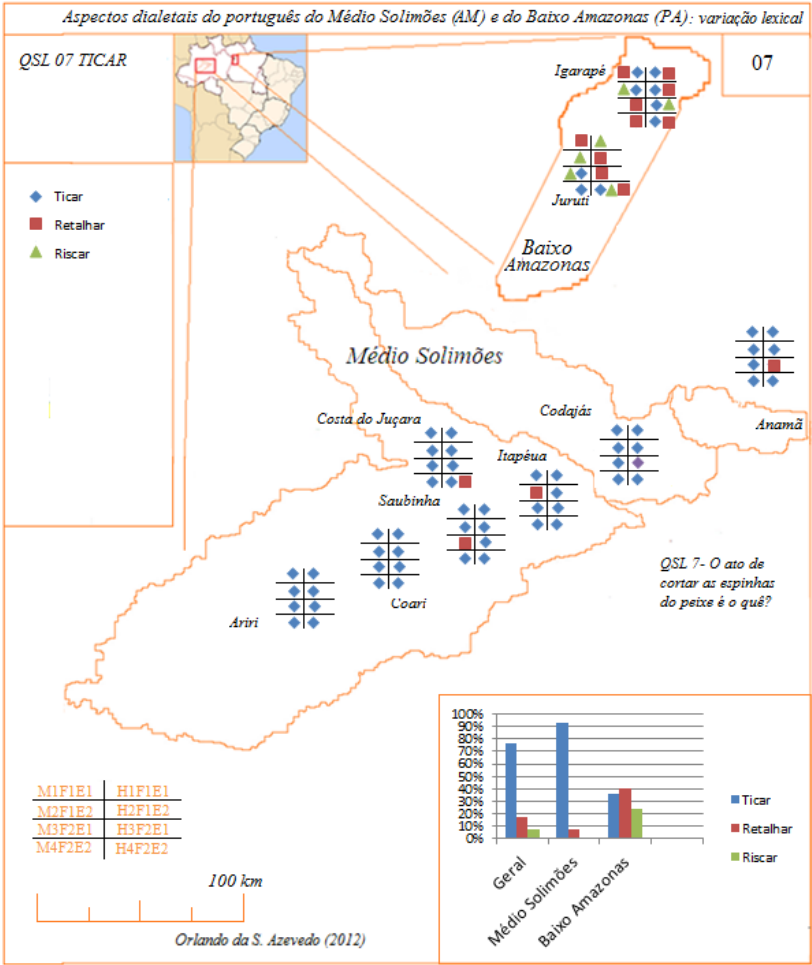 Aspectos dialetais do português do Médio Solimões (AM) e do Baixo Amazonas (PA): variação lexical
QSL 07 TICAR
07
Igarapé
Ticar
Retalhar
Riscar
Juruti
Baixo
Amazonas
Médio Solimões
Costa do Juçara
Codajás
Anamã
Itapéua
Saubinha
QSL 7- O ato de
cortar as espinhas
do peixe é o quê?
Coari
Ariri
M1F1E1 H1F1E1
M2F1E2 H2F1E2
M3F2E1 H3F2E1
M4F2E2 H4F2E2
100 km
Orlando da S. Azevedo (2012)
100%
90%
80%
70%
60%
50%
40%
30%
20%
10%
0%
Geral
Médio Solimões
Baixo Amazonas
Ticar
Retalhar
Riscar